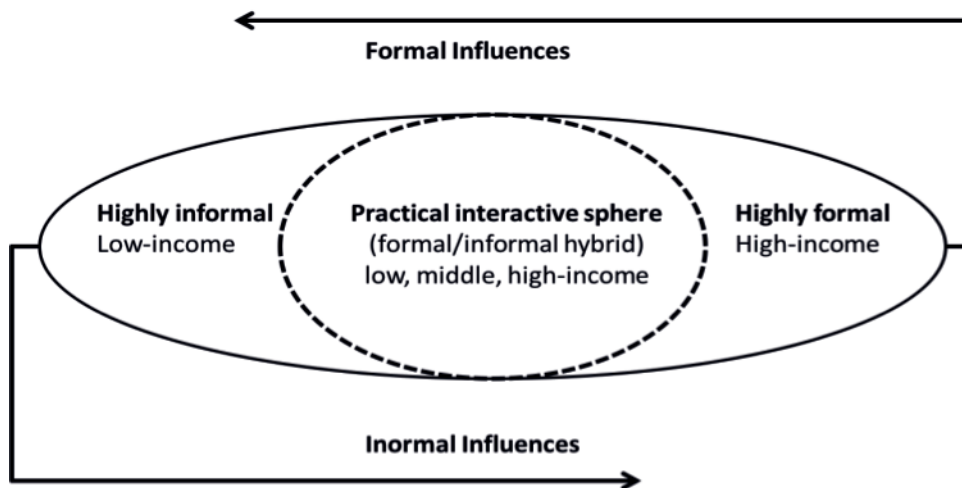 Formal Influences
Highly informal
Low-income
Practical interactive sphere
(formal/informal hybrid)
low, middle, high-income
Highly formal
High-income
Inormal Influences